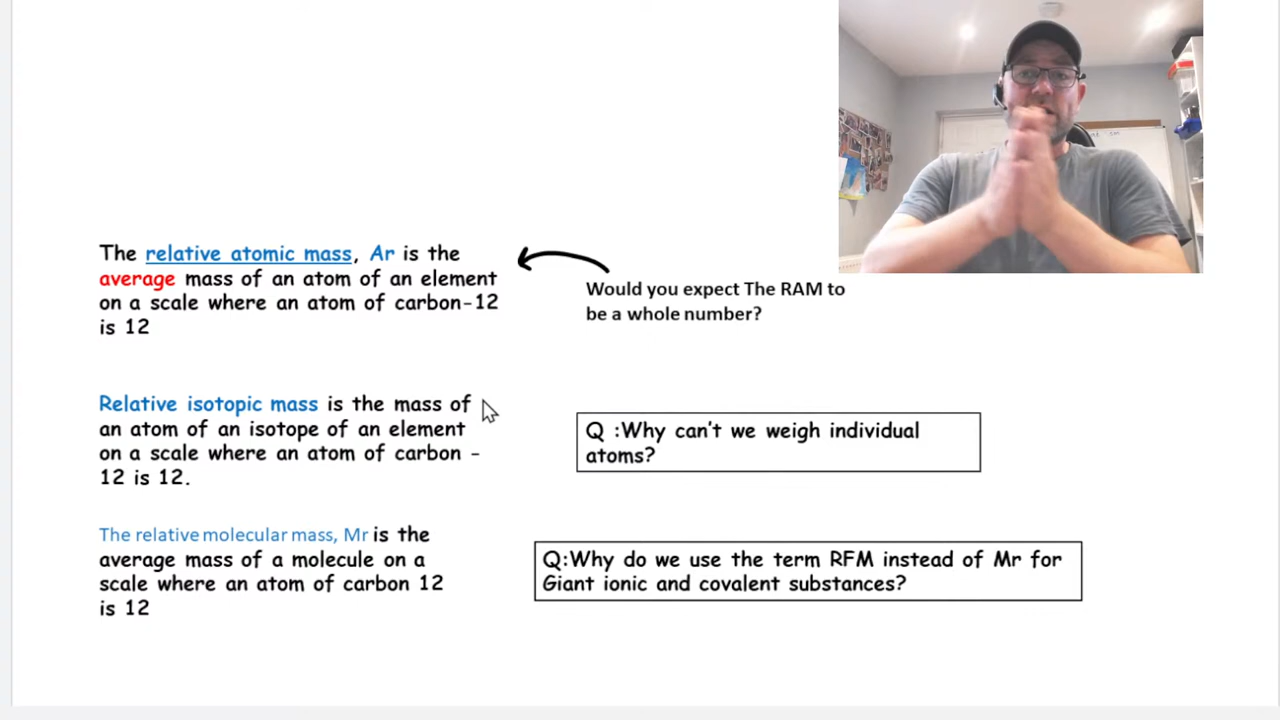 The relative atomic mass, Ar is the
average mass of an atom of an element
on a scale where an atom of carbon-12
is 12
Would you expect The RAM to
be a whole number?
Relative isotopic mass is the mass of
an atom of an isotope of an element
on a scale where an atom of carbon -
12 is 12.
Q :Why can't we weigh individual
atoms?
The relative molecular mass, Mr is the
average mass of a molecule on a
scale where an atom of carbon 12
is 12
Q:Why do we use the term RFM instead of Mr for
Giant ionic and covalent substances?